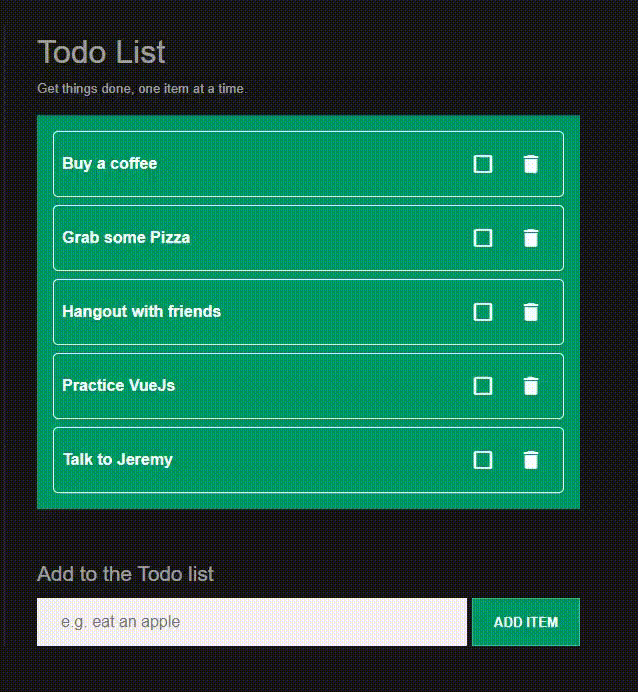 Todo List
Get things done, one item at a time.
Buy a coffee
Grab some Pizza
Hangout with friends
Practice VueJs
Talk to Jeremy
Add to the Todo list
e.g. eat an apple
ADD ITEM